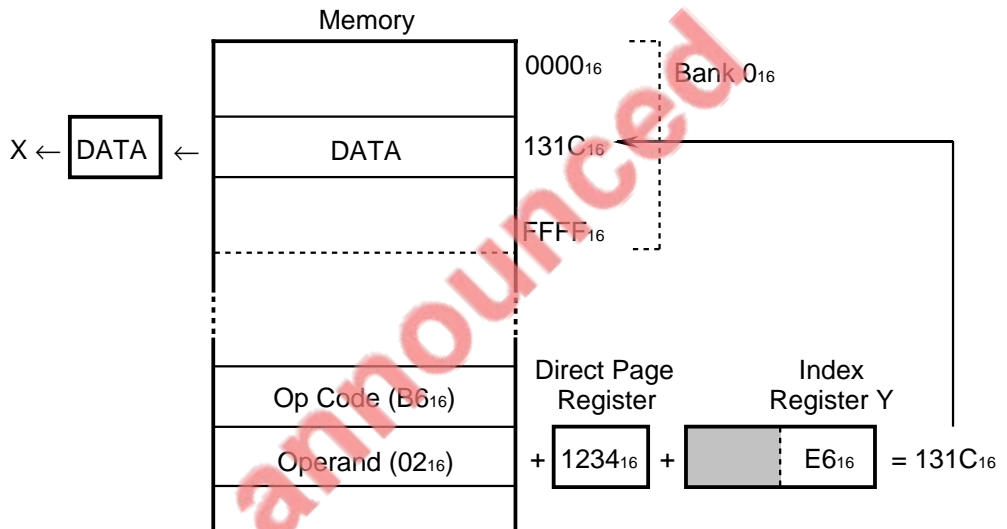 Memory
0000₁₆
Bank 0₁₆
X ← DATA ← DATA 131C₁₆
FFFF₁₆
Direct Page Register
Index Register Y
Op Code (B6₁₆)
Operand (02₁₆) + 1234₁₆ + E6₁₆ = 131C₁₆
announced